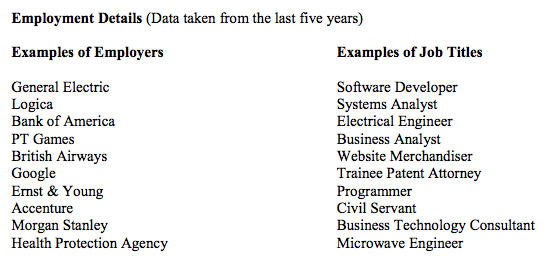 Employment Details (Data taken from the last five years)
Examples of Employers Examples of Job Titles
General Electric Software Developer
Logica Systems Analyst
Bank of America Electrical Engineer
PT Games Business Analyst
British Airways Website Merchandiser
Google Trainee Patent Attorney
Ernst & Young Programmer
Accenture Civil Servant
Morgan Stanley Business Technology Consultant
Health Protection Agency Microwave Engineer